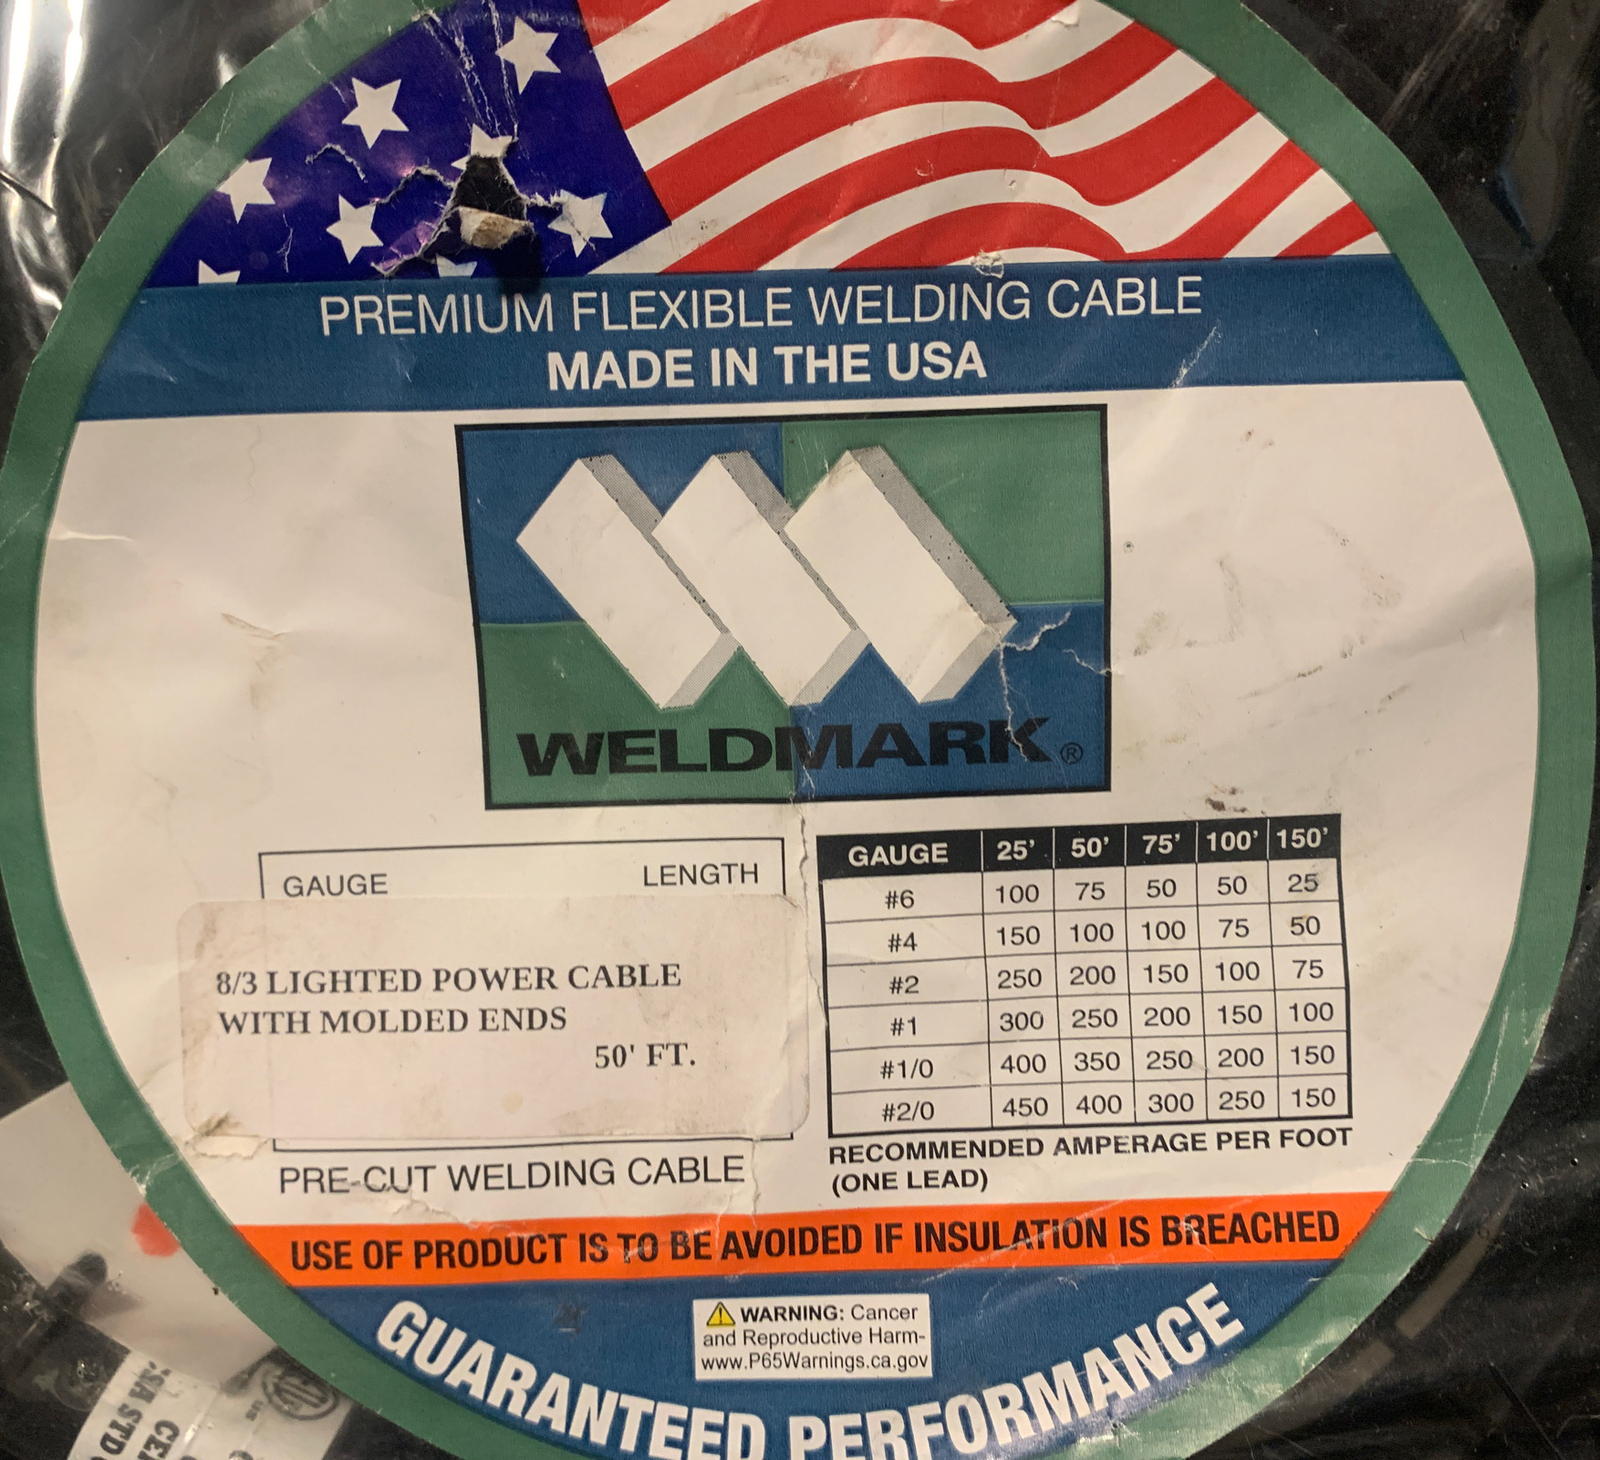 PREMIUM FLEXIBLE WELDING CABLE
MADE IN THE USA
WELDMARK®
GAUGE LENGTH
8/3 LIGHTED POWER CABLE
WITH MOLDED ENDS
50' FT.
PRE-CUT WELDING CABLE
GAUGE 25' 50' 75' 100' 150'
#6 100 75 50 50 25
#4 150 100 100 75 50
#2 250 200 150 100 75
#1 300 250 200 150 100
#1/0 400 350 250 200 150
#2/0 450 400 300 250 150
RECOMMENDED AMPERAGE PER FOOT
(ONE LEAD)
USE OF PRODUCT IS TO BE AVOIDED IF INSULATION IS BREACHED
WARNING: Cancer
and Reproductive Harm-
www.P65Warnings.ca.gov
GUARANTEED PERFORMANCE
US